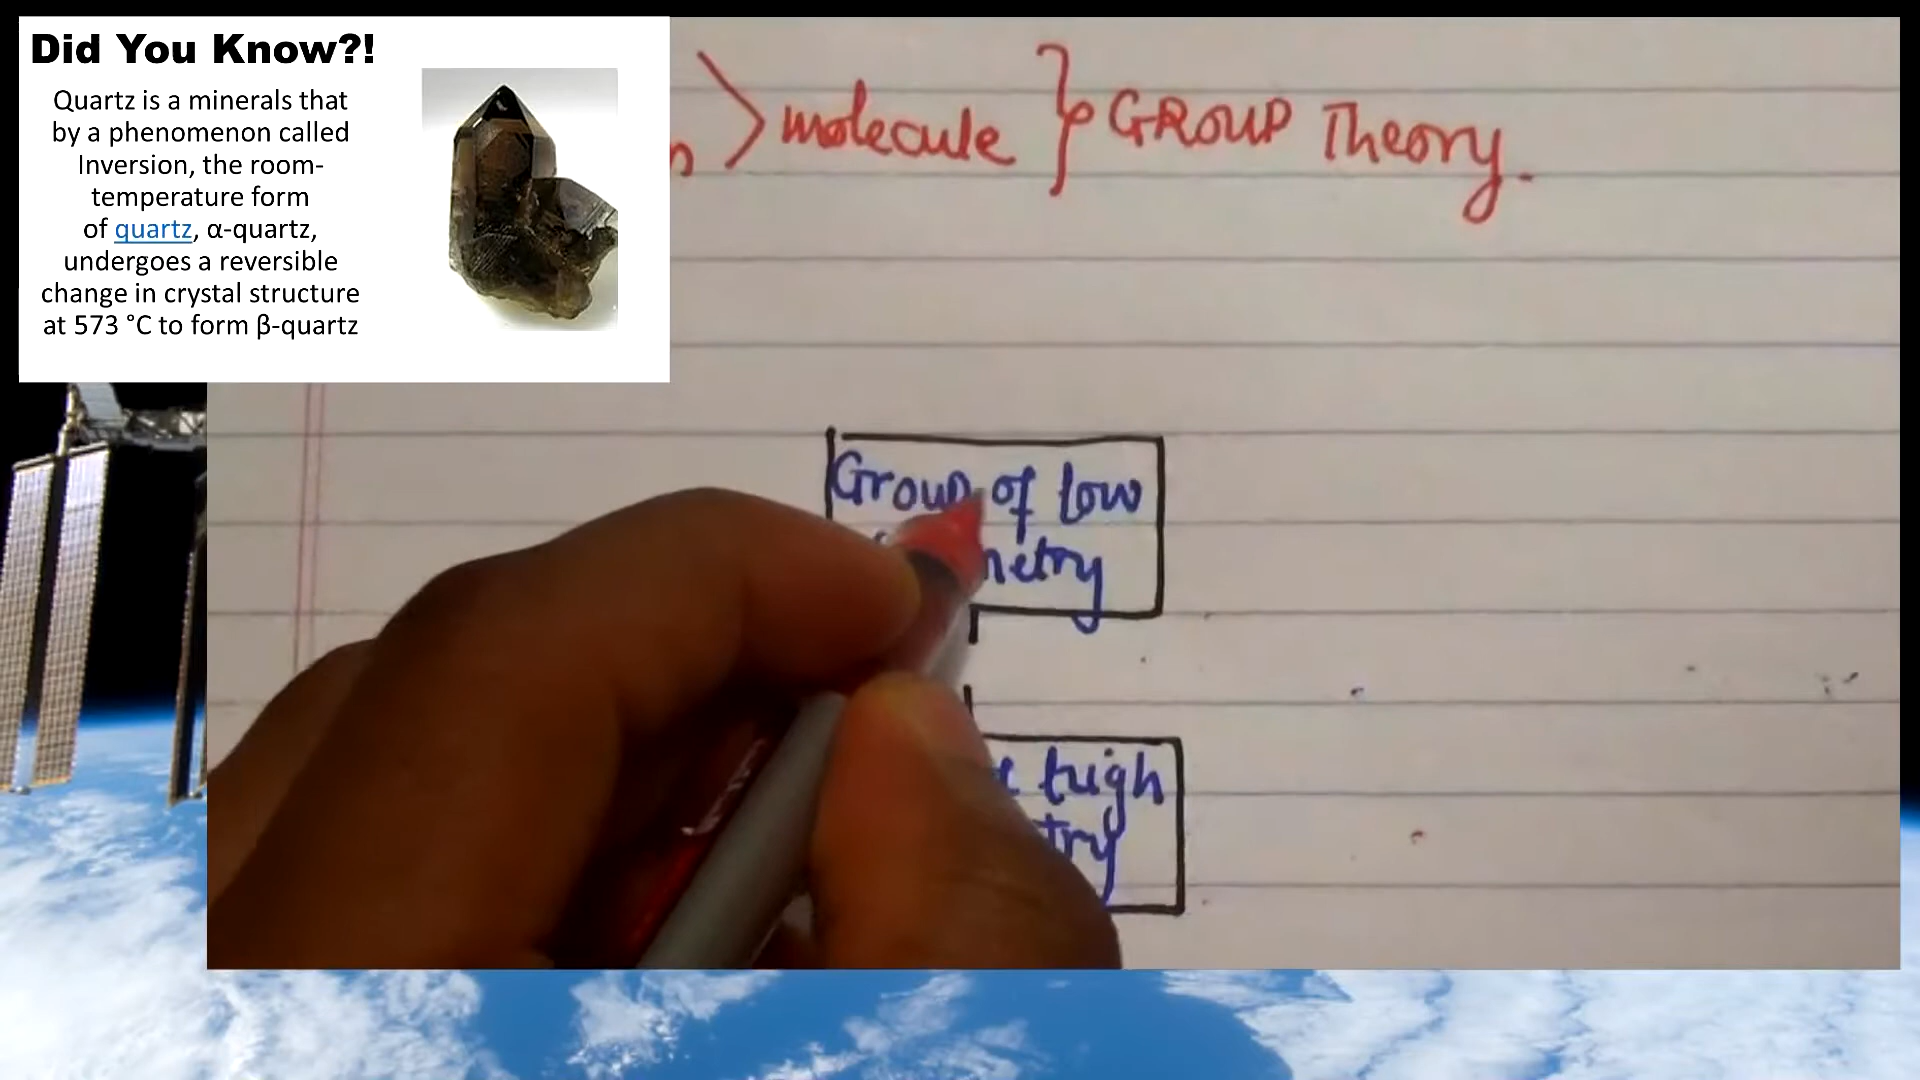 Did You Know?!
Quartz is a minerals that
by a phenomenon called
Inversion, the room-
temperature form
of quartz, α-quartz,
undergoes a reversible
change in crystal structure
at 573 °C to form β-quartz
molecule } GROUP Theory.
Group of low
high